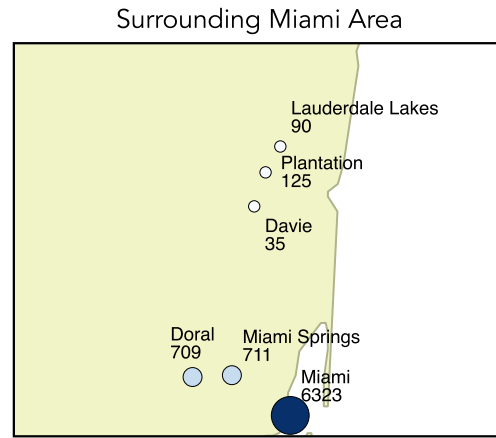 Surrounding Miami Area
Lauderdale Lakes
90
Plantation
125
Davie
35
Doral
709
Miami Springs
711
Miami
6323